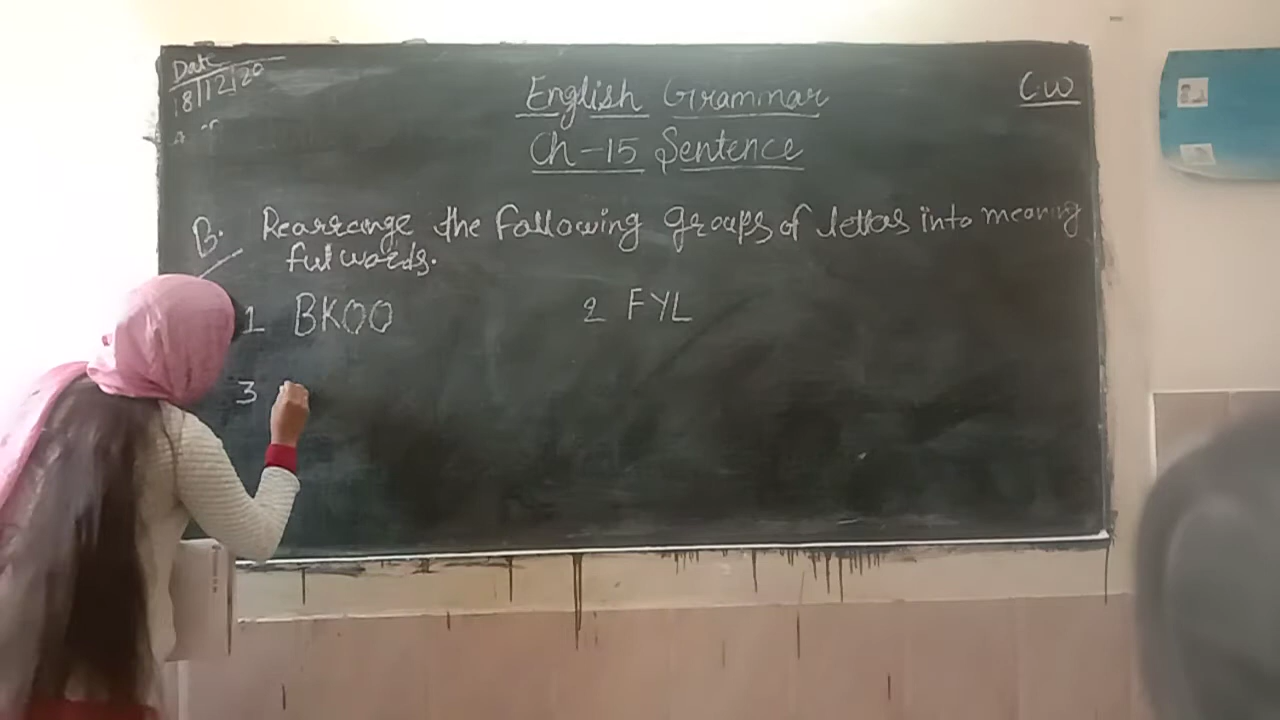 Date
18/12/20
English Grammar
C.W
Ch-15 Sentence
B. Rearrange the following groups of letters into meaning
ful words.
1 BKOO
2 FYL
3